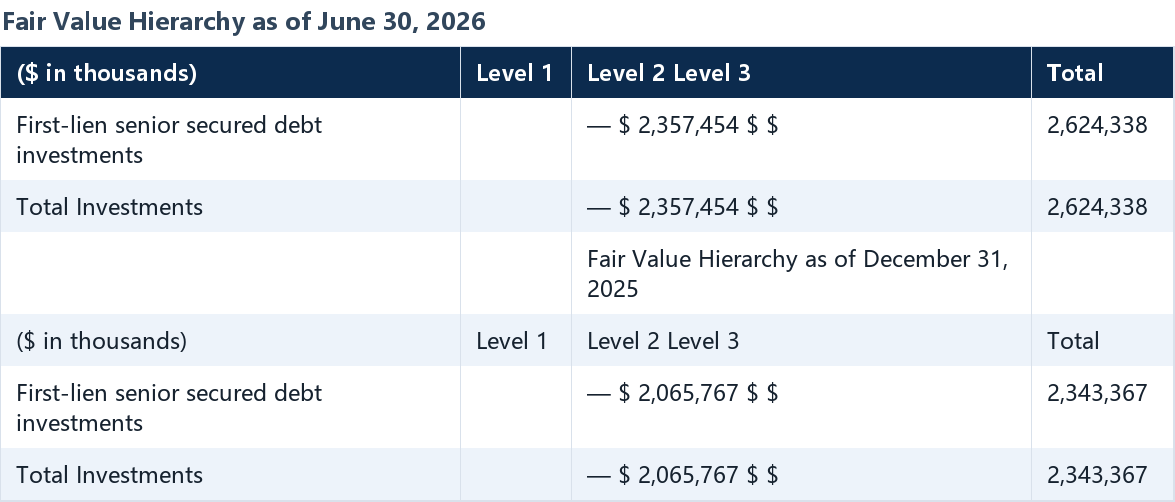 Fair Value Hierarchy as of June 30, 2026
($ in thousands) Level 1 Level 2 Level 3 Total
First-lien senior secured debt — $ 2,357,454 $ $ 2,624,338
investments
Total Investments — $ 2,357,454 $ $ 2,624,338
Fair Value Hierarchy as of December 31,
2025
($ in thousands) Level 1 Level 2 Level 3 Total
First-lien senior secured debt — $ 2,065,767 $ $ 2,343,367
investments
Total Investments — $ 2,065,767 $ $ 2,343,367